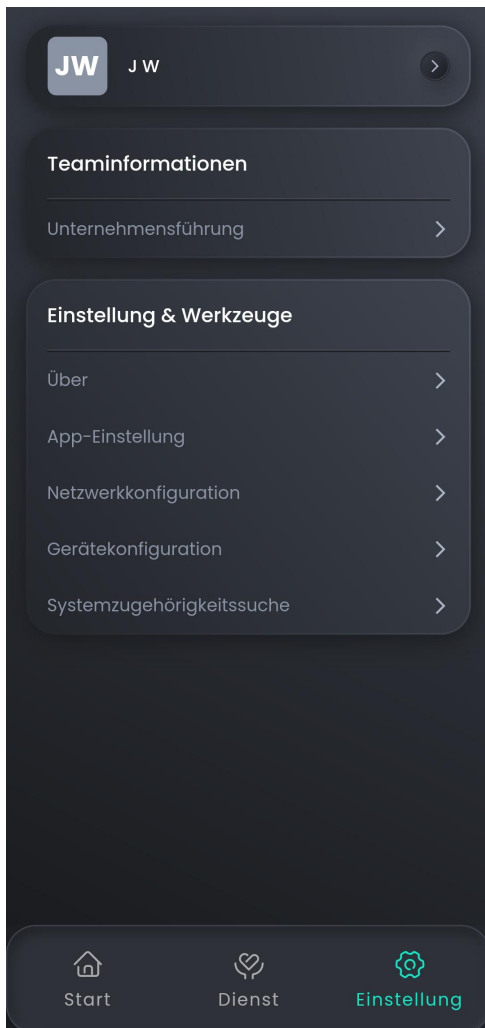 JW
J W
Teaminformationen
Unternehmensführung
Einstellung & Werkzeuge
Über
App-Einstellung
Netzwerkkonfiguration
Gerätekonfiguration
Systemzugehörigkeitssuche
Start
Dienst
Einstellung